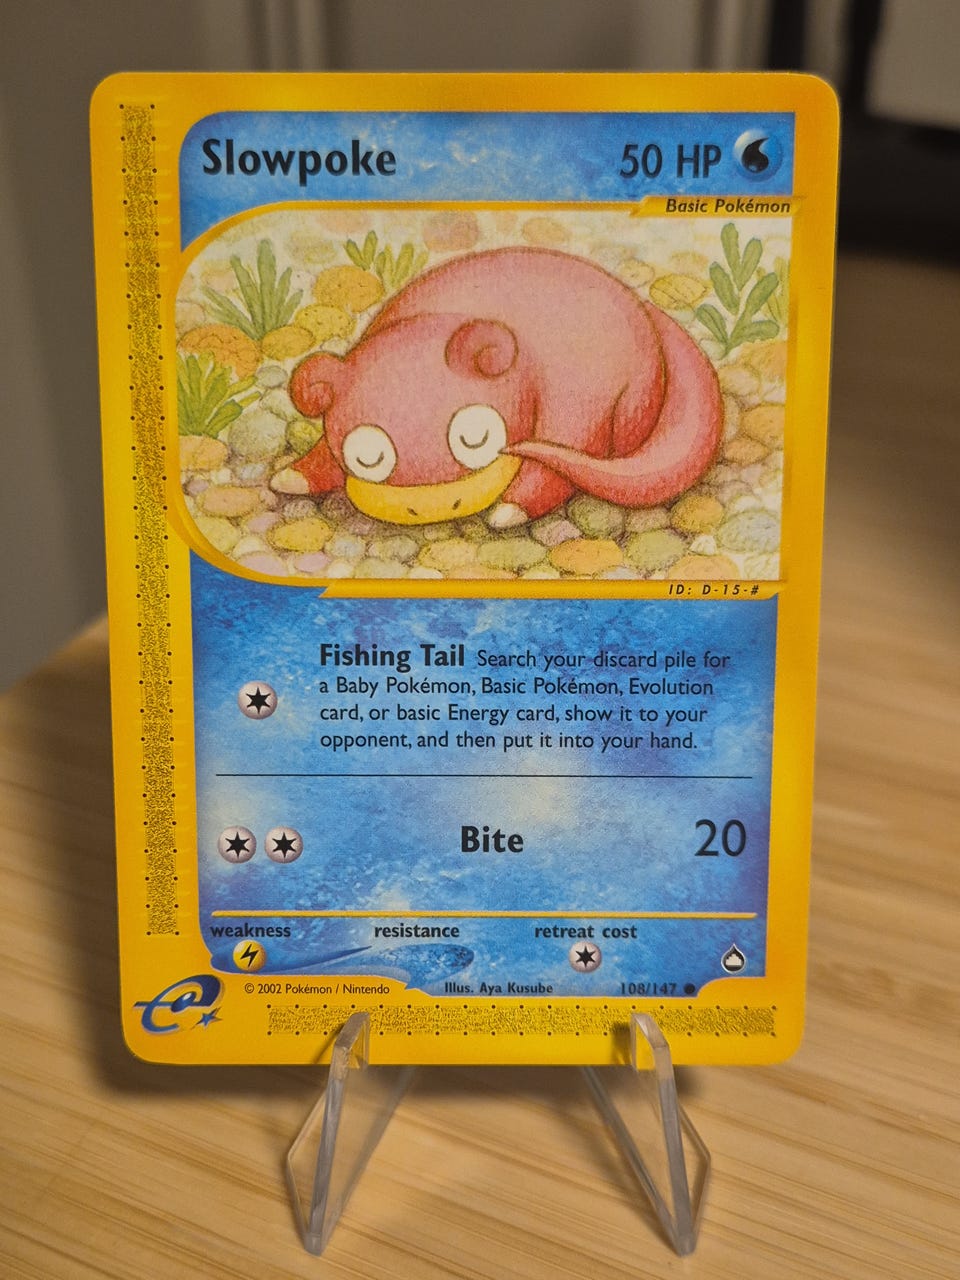 Slowpoke 50 HP
Basic Pokémon
ID: D-15-#
Fishing Tail Search your discard pile for
a Baby Pokémon, Basic Pokémon, Evolution
card, or basic Energy card, show it to your
opponent, and then put it into your hand.
Bite 20
weakness resistance retreat cost
© 2002 Pokémon / Nintendo Illus. Aya Kusube 108/147 ●
e